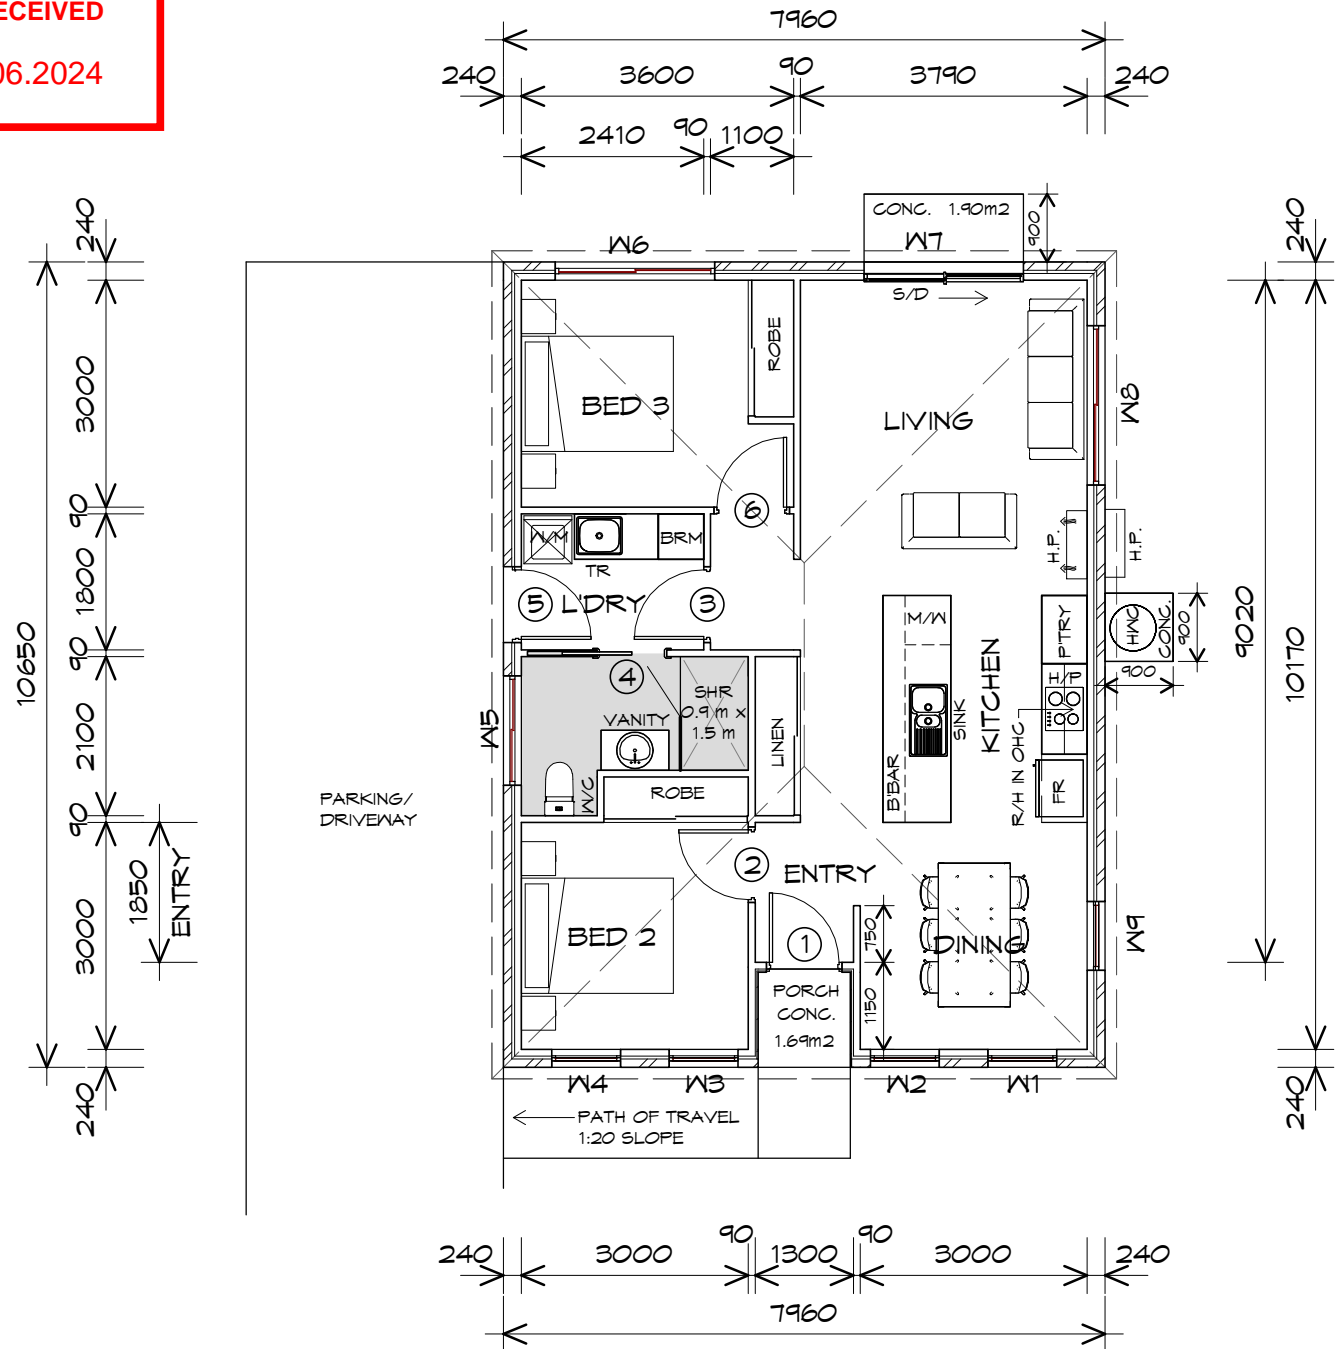 7960
240 3600 90 3790 240
2410 90 1100
CONC. 1.90m2
900
W6
W7
S/D
240
3000
90
1800
90
2100
90
3000
240
10650
1850
ENTRY
ROBE
BED 3
LIVING
W8
6
W/M
BRM
TR
5
L'DRY
3
H.P.
H.P.
M/W
P'TRY
HWC
CONC.
900
900
4
SHR
0.9 m x
1.5 m
VANITY
W5
W/C
LINEN
ROBE
KITCHEN
H/P
SINK
B'BAR
R/H IN OHC
FR
PARKING/
DRIVEWAY
2
ENTRY
BED 2
1
750
1150
DINING
W9
PORCH
CONC.
1.69m2
W4
W3
W2
W1
PATH OF TRAVEL
1:20 SLOPE
240
9020
10170
240
240 3000 90 1300 90 3000 240
7960